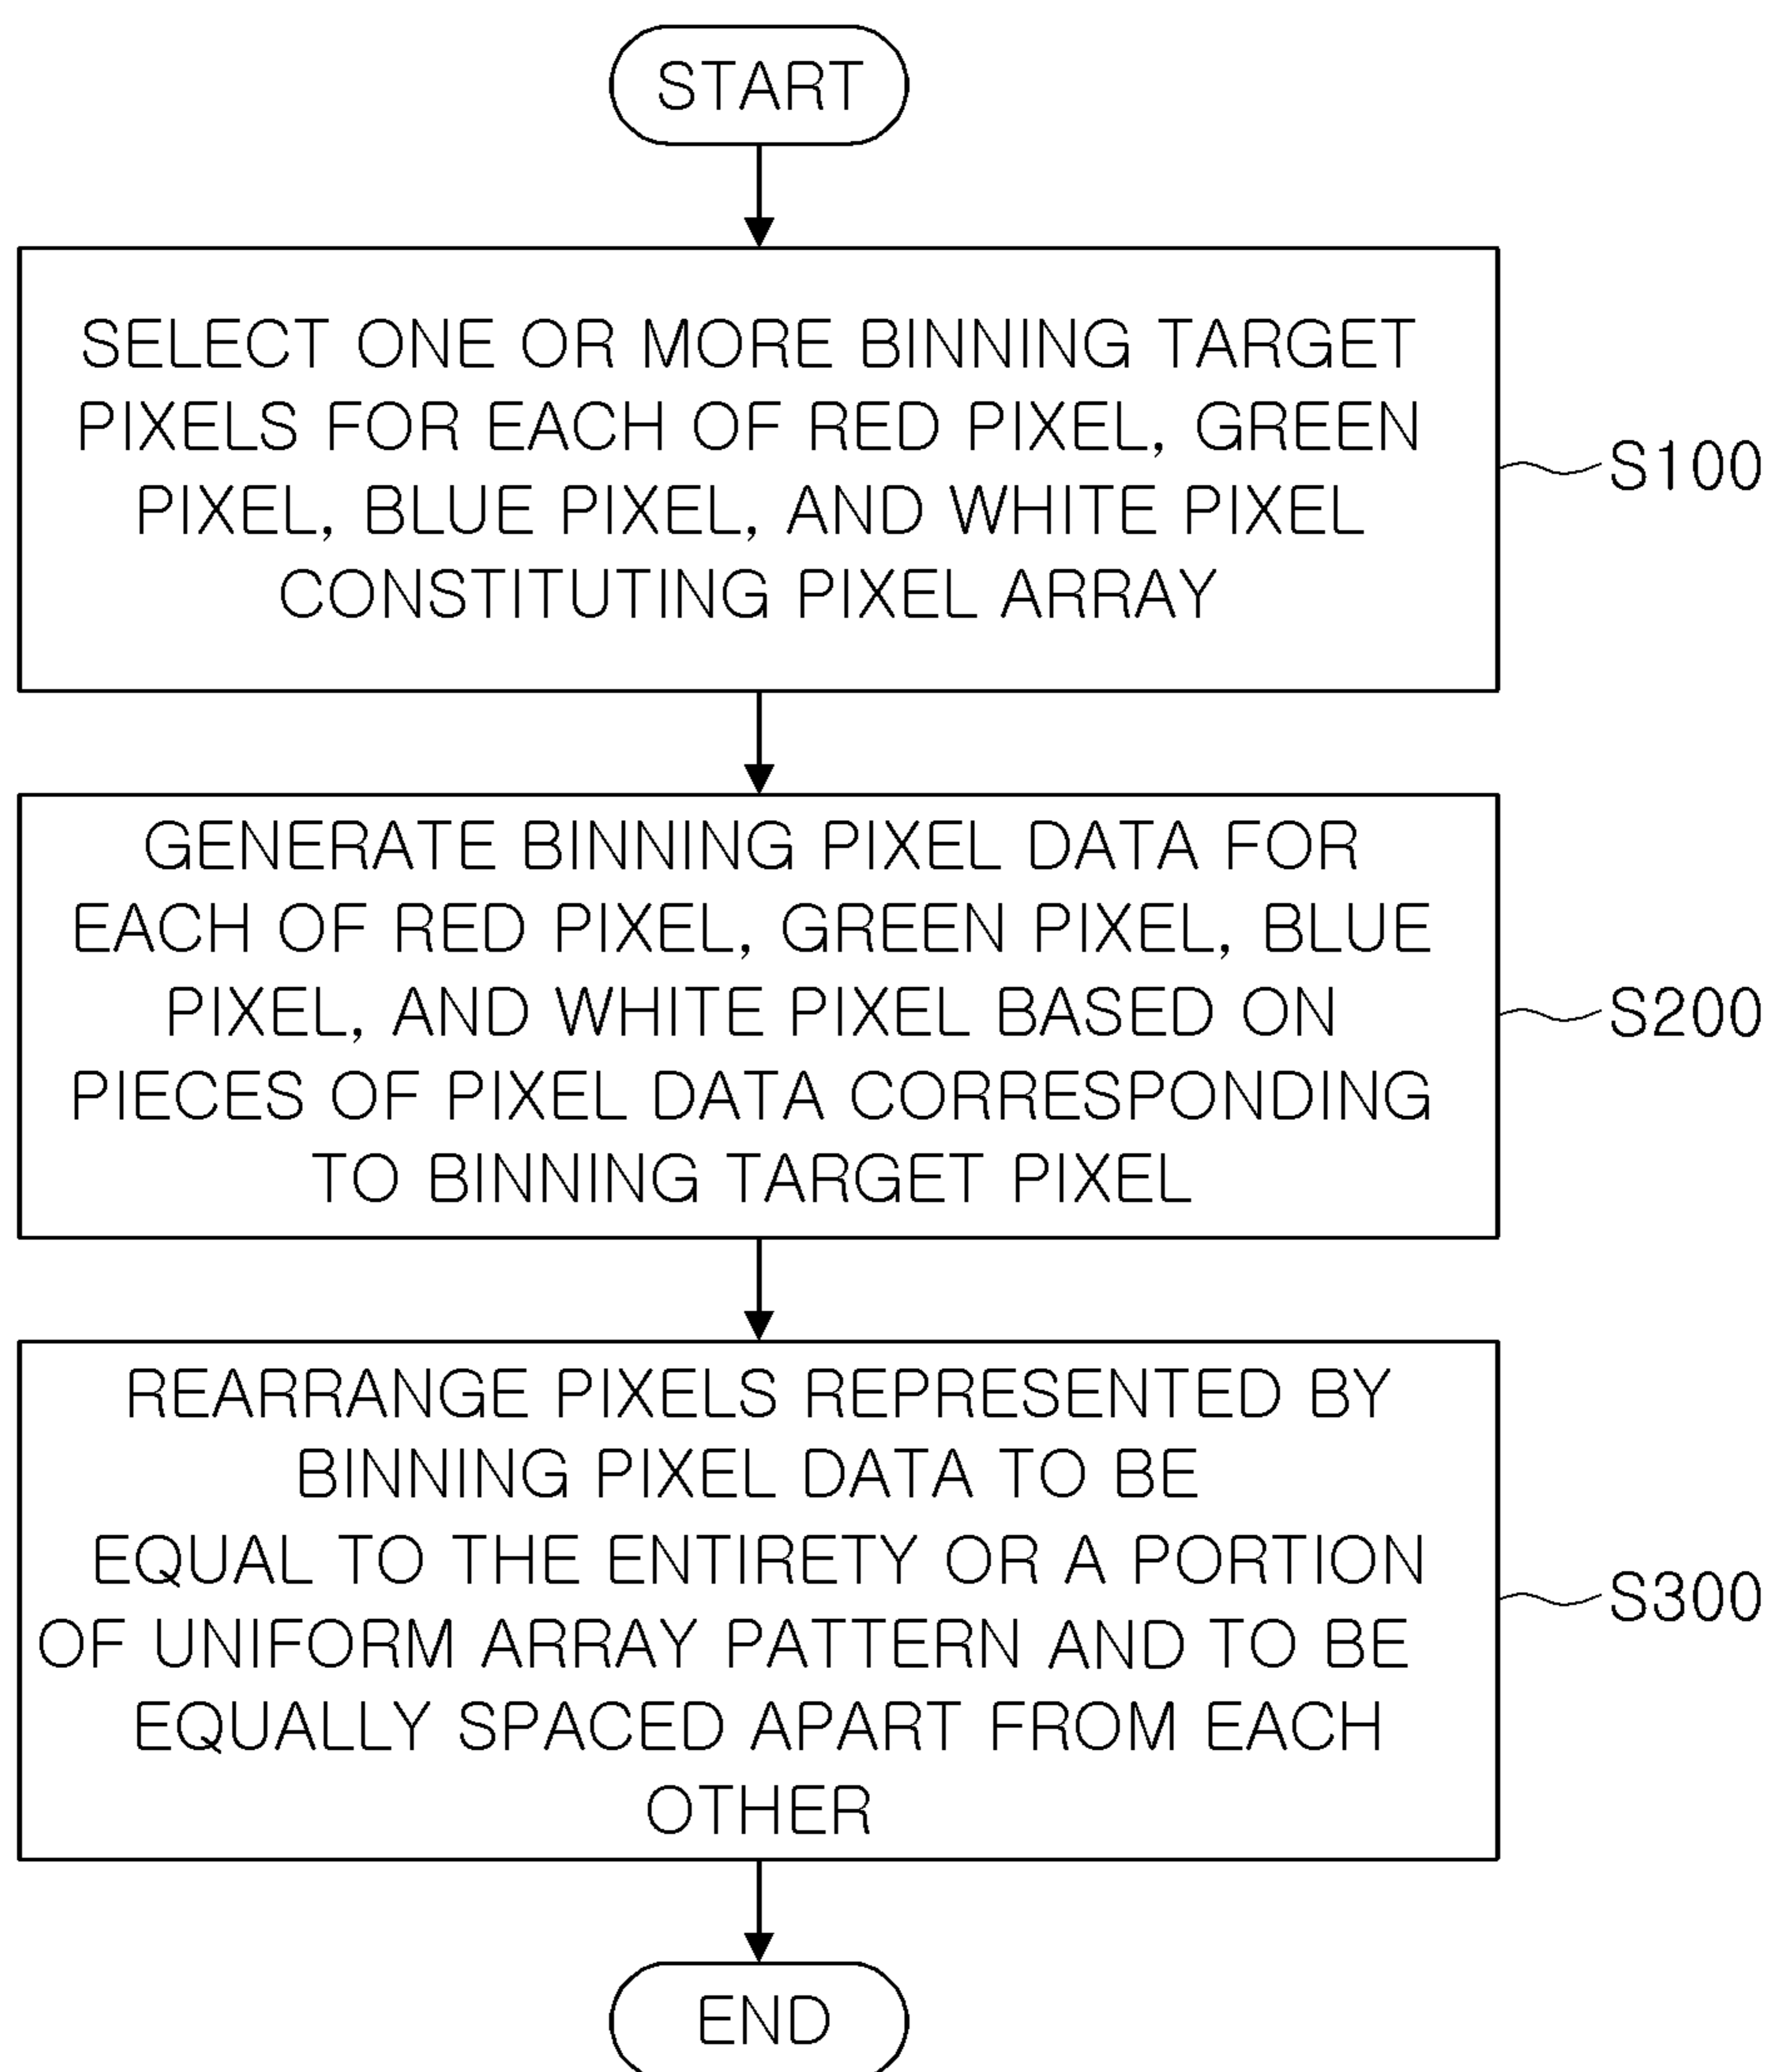 START
SELECT ONE OR MORE BINNING TARGET
PIXELS FOR EACH OF RED PIXEL, GREEN
PIXEL, BLUE PIXEL, AND WHITE PIXEL
CONSTITUTING PIXEL ARRAY
S100
GENERATE BINNING PIXEL DATA FOR
EACH OF RED PIXEL, GREEN PIXEL, BLUE
PIXEL, AND WHITE PIXEL BASED ON
PIECES OF PIXEL DATA CORRESPONDING
TO BINNING TARGET PIXEL
S200
REARRANGE PIXELS REPRESENTED BY
BINNING PIXEL DATA TO BE
EQUAL TO THE ENTIRETY OR A PORTION
OF UNIFORM ARRAY PATTERN AND TO BE
EQUALLY SPACED APART FROM EACH
OTHER
S300
END